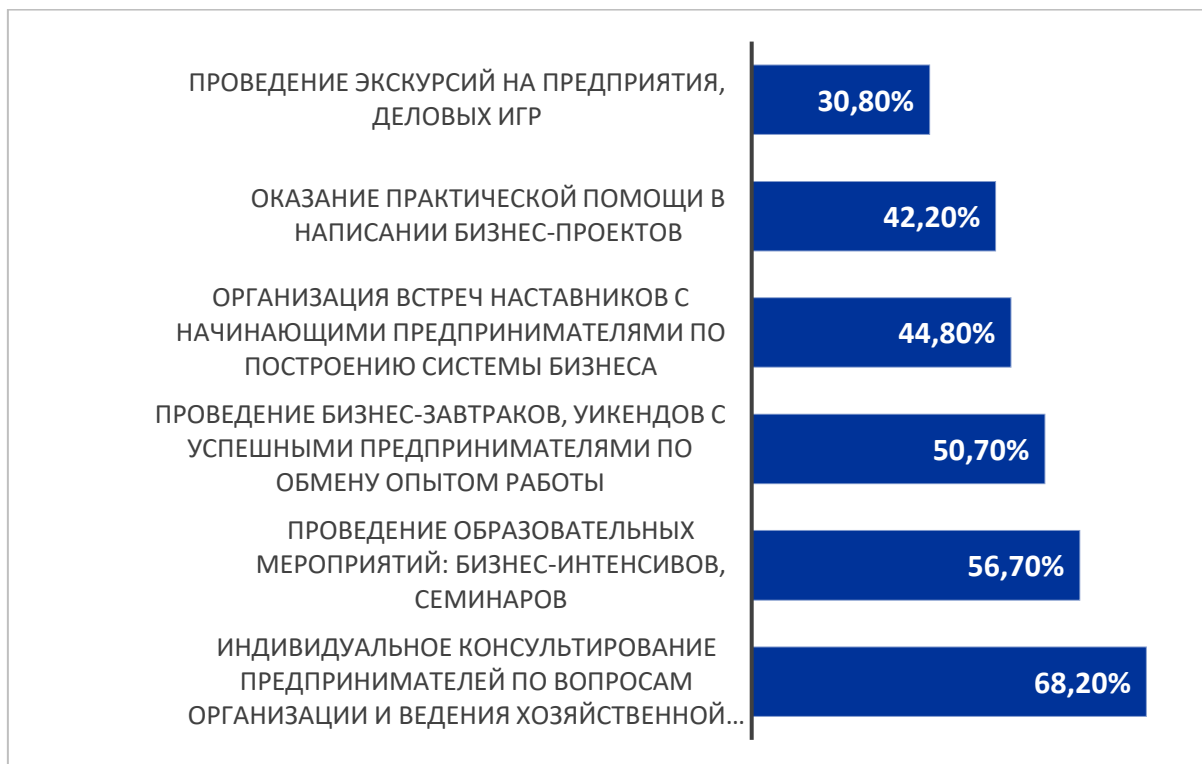 ПРОВЕДЕНИЕ ЭКСКУРСИЙ НА ПРЕДПРИЯТИЯ,
ДЕЛОВЫХ ИГР
30,80%
ОКАЗАНИЕ ПРАКТИЧЕСКОЙ ПОМОЩИ В
НАПИСАНИИ БИЗНЕС-ПРОЕКТОВ
42,20%
ОРГАНИЗАЦИЯ ВСТРЕЧ НАСТАВНИКОВ С
НАЧИНАЮЩИМИ ПРЕДПРИНИМАТЕЛЯМИ ПО
ПОСТРОЕНИЮ СИСТЕМЫ БИЗНЕСА
44,80%
ПРОВЕДЕНИЕ БИЗНЕС-ЗАВТРАКОВ, УИКЕНДОВ С
УСПЕШНЫМИ ПРЕДПРИНИМАТЕЛЯМИ ПО
ОБМЕНУ ОПЫТОМ РАБОТЫ
50,70%
ПРОВЕДЕНИЕ ОБРАЗОВАТЕЛЬНЫХ
МЕРОПРИЯТИЙ: БИЗНЕС-ИНТЕНСИВОВ,
СЕМИНАРОВ
56,70%
ИНДИВИДУАЛЬНОЕ КОНСУЛЬТИРОВАНИЕ
ПРЕДПРИНИМАТЕЛЕЙ ПО ВОПРОСАМ
ОРГАНИЗАЦИИ И ВЕДЕНИЯ ХОЗЯЙСТВЕННОЙ…
68,20%